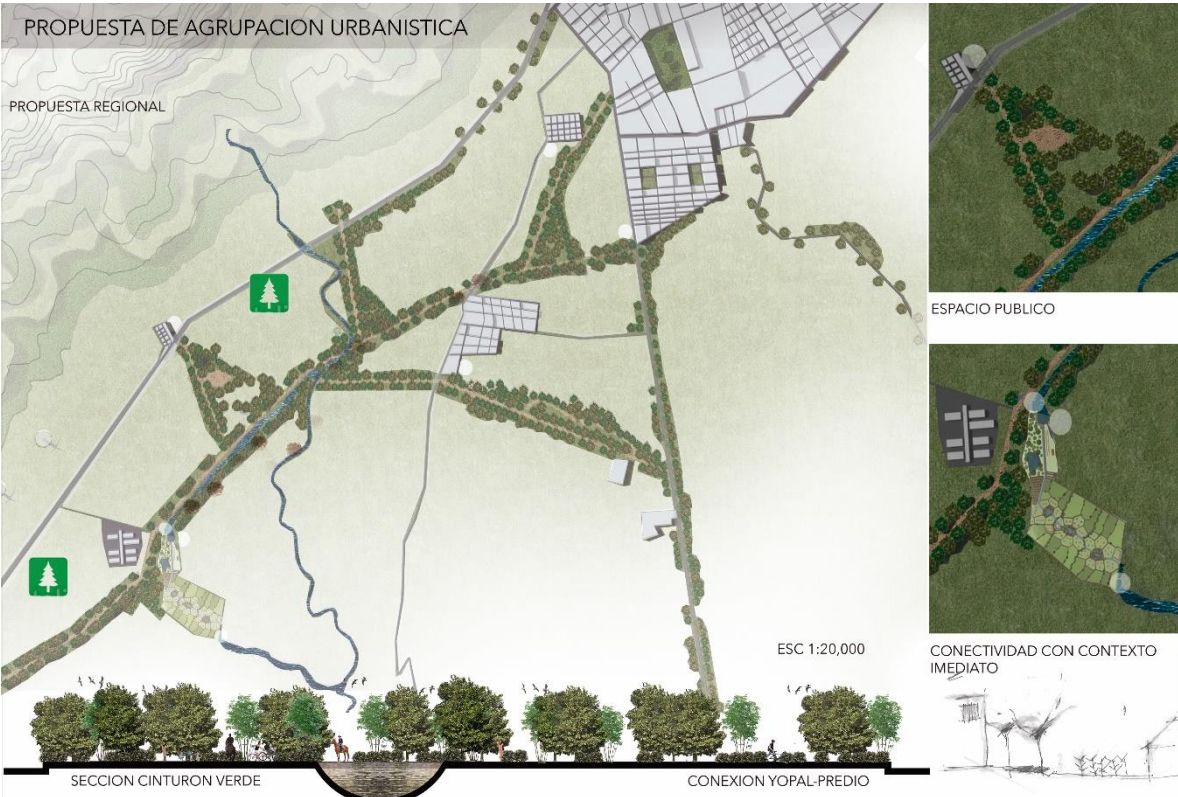 PROPUESTA DE AGRUPACION URBANISTICA
PROPUESTA REGIONAL
ESPACIO PUBLICO
ESC 1:20,000
CONECTIVIDAD CON CONTEXTO
IMEDIATO
SECCION CINTURON VERDE
CONEXION YOPAL-PREDIO